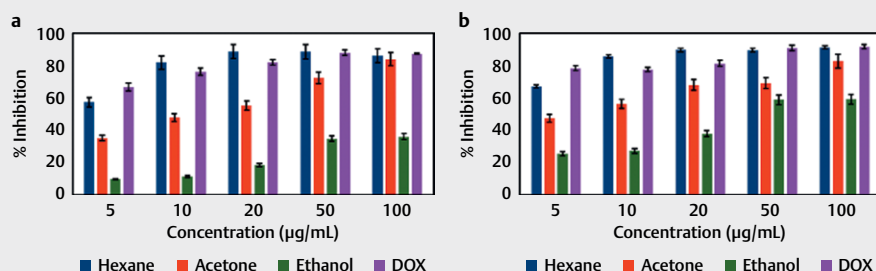 a
100
80
60
40
20
0
% Inhibition
5 10 20 50 100
Concentration (µg/mL)
Hexane Acetone Ethanol DOX
b
100
80
60
40
20
0
% Inhibition
5 10 20 50 100
Concentration (µg/mL)
Hexane Acetone Ethanol DOX